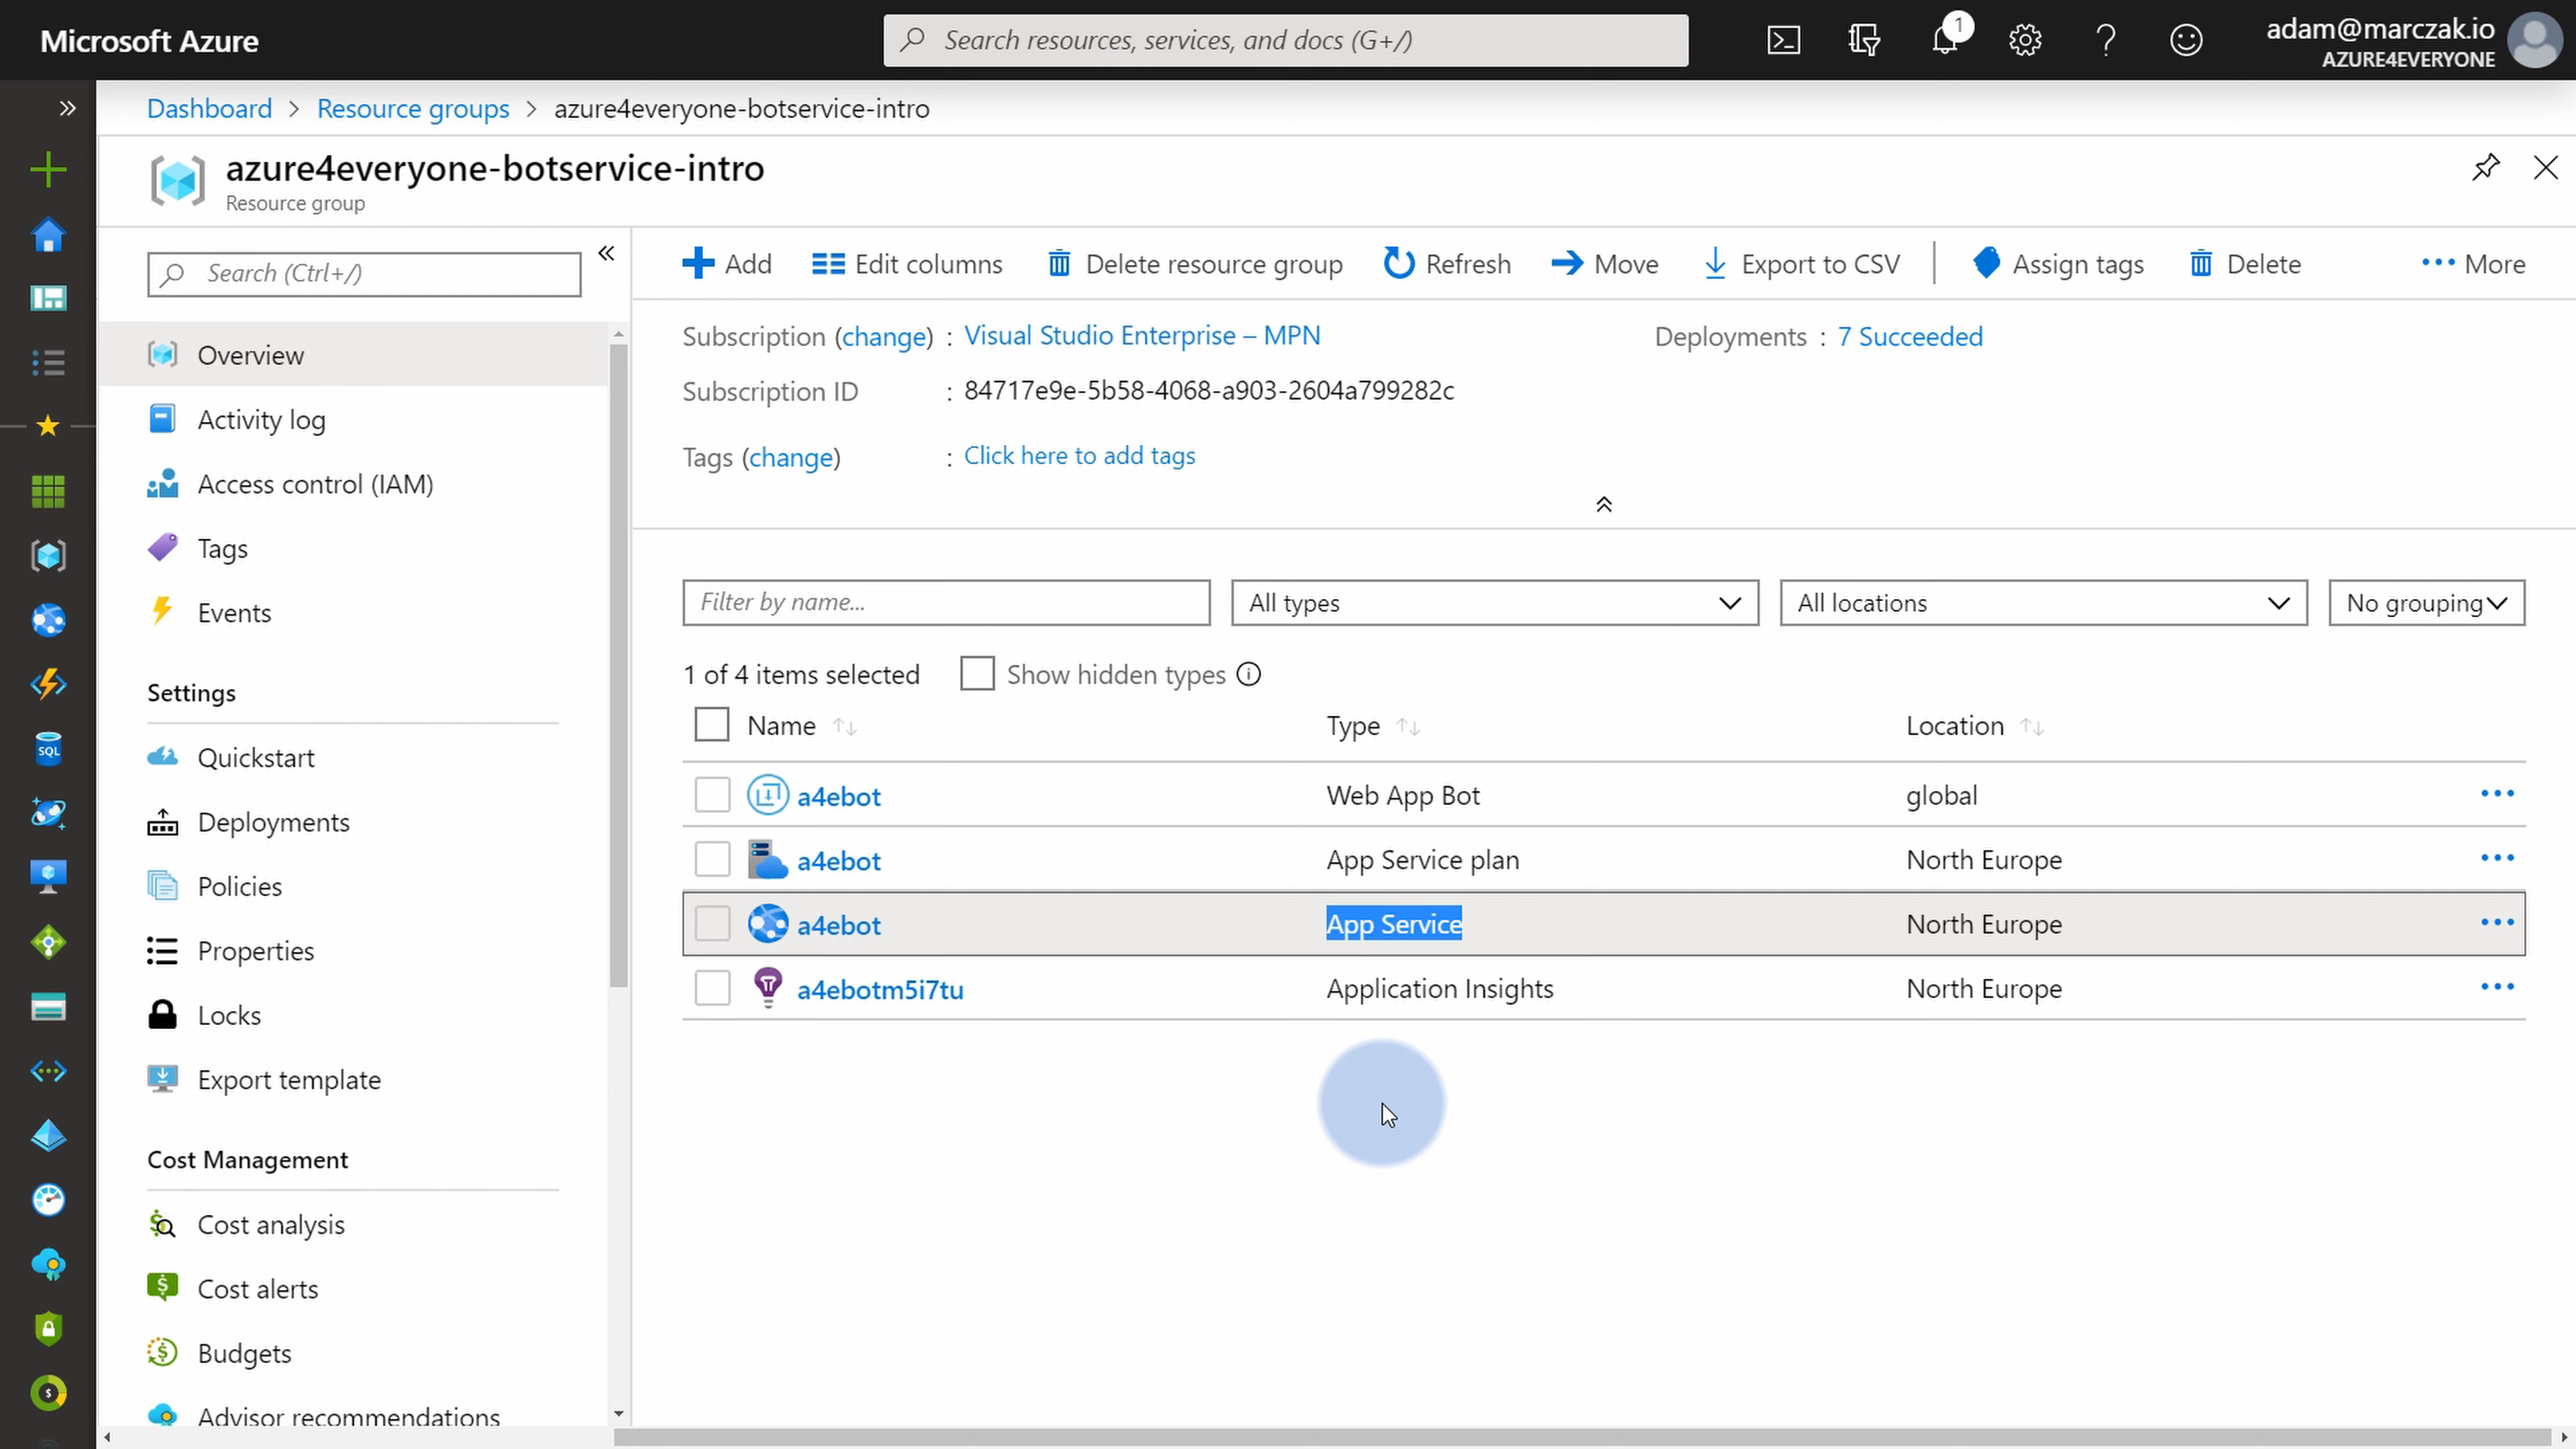 Microsoft Azure
Search resources, services, and docs (G+/)
1
adam@marczak.io
AZURE4EVERYONE
Dashboard > Resource groups > azure4everyone-botservice-intro
azure4everyone-botservice-intro
Resource group
Search (Ctrl+/)
Overview
Activity log
Access control (IAM)
Tags
Events
Settings
Quickstart
Deployments
Policies
Properties
Locks
Export template
Cost Management
Cost analysis
Cost alerts
Budgets
Advisor recommendations
SQL
Add Edit columns Delete resource group Refresh Move Export to CSV Assign tags Delete More
Subscription (change) : Visual Studio Enterprise – MPN
Deployments : 7 Succeeded
Subscription ID : 84717e9e-5b58-4068-a903-2604a799282c
Tags (change) : Click here to add tags
Filter by name... All types All locations No grouping
1 of 4 items selected Show hidden types
Name Type Location
a4ebot Web App Bot global
a4ebot App Service plan North Europe
a4ebot App Service North Europe
a4ebotm5i7tu Application Insights North Europe